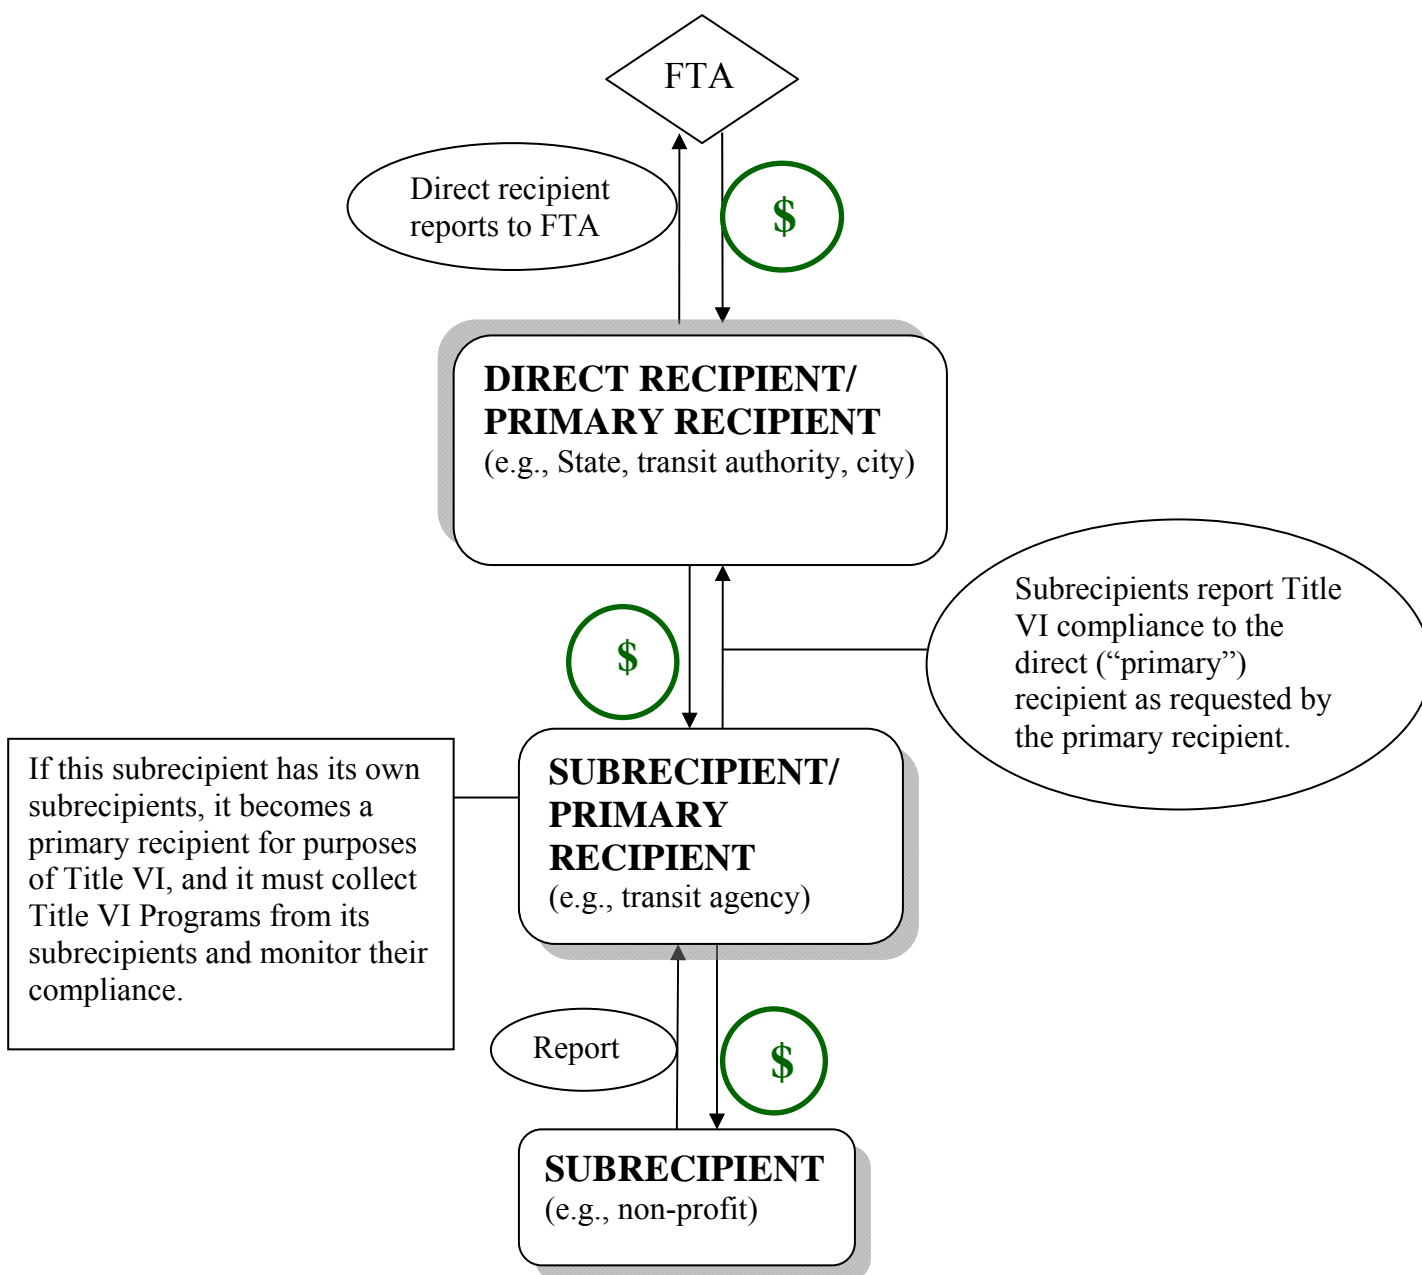 FTA
Direct recipient
reports to FTA
$
DIRECT RECIPIENT/
PRIMARY RECIPIENT
(e.g., State, transit authority, city)
Subrecipients report Title
VI compliance to the
direct (“primary”)
recipient as requested by
the primary recipient.
$
If this subrecipient has its own
subrecipients, it becomes a
primary recipient for purposes
of Title VI, and it must collect
Title VI Programs from its
subrecipients and monitor their
compliance.
SUBRECIPIENT/
PRIMARY
RECIPIENT
(e.g., transit agency)
Report
$
SUBRECIPIENT
(e.g., non-profit)